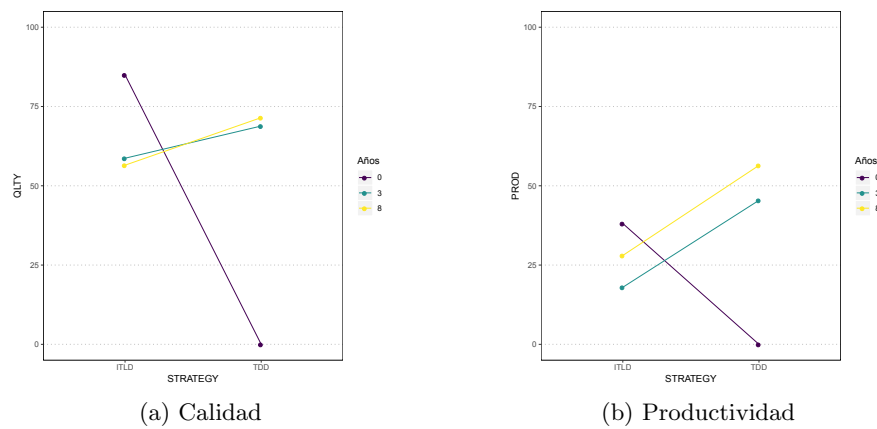 100
75
50
25
0
QLTY
ITLD
TDD
STRATEGY
Años
0
3
8
(a) Calidad
100
75
50
25
0
PROD
ITLD
TDD
STRATEGY
Años
(b) Productividad